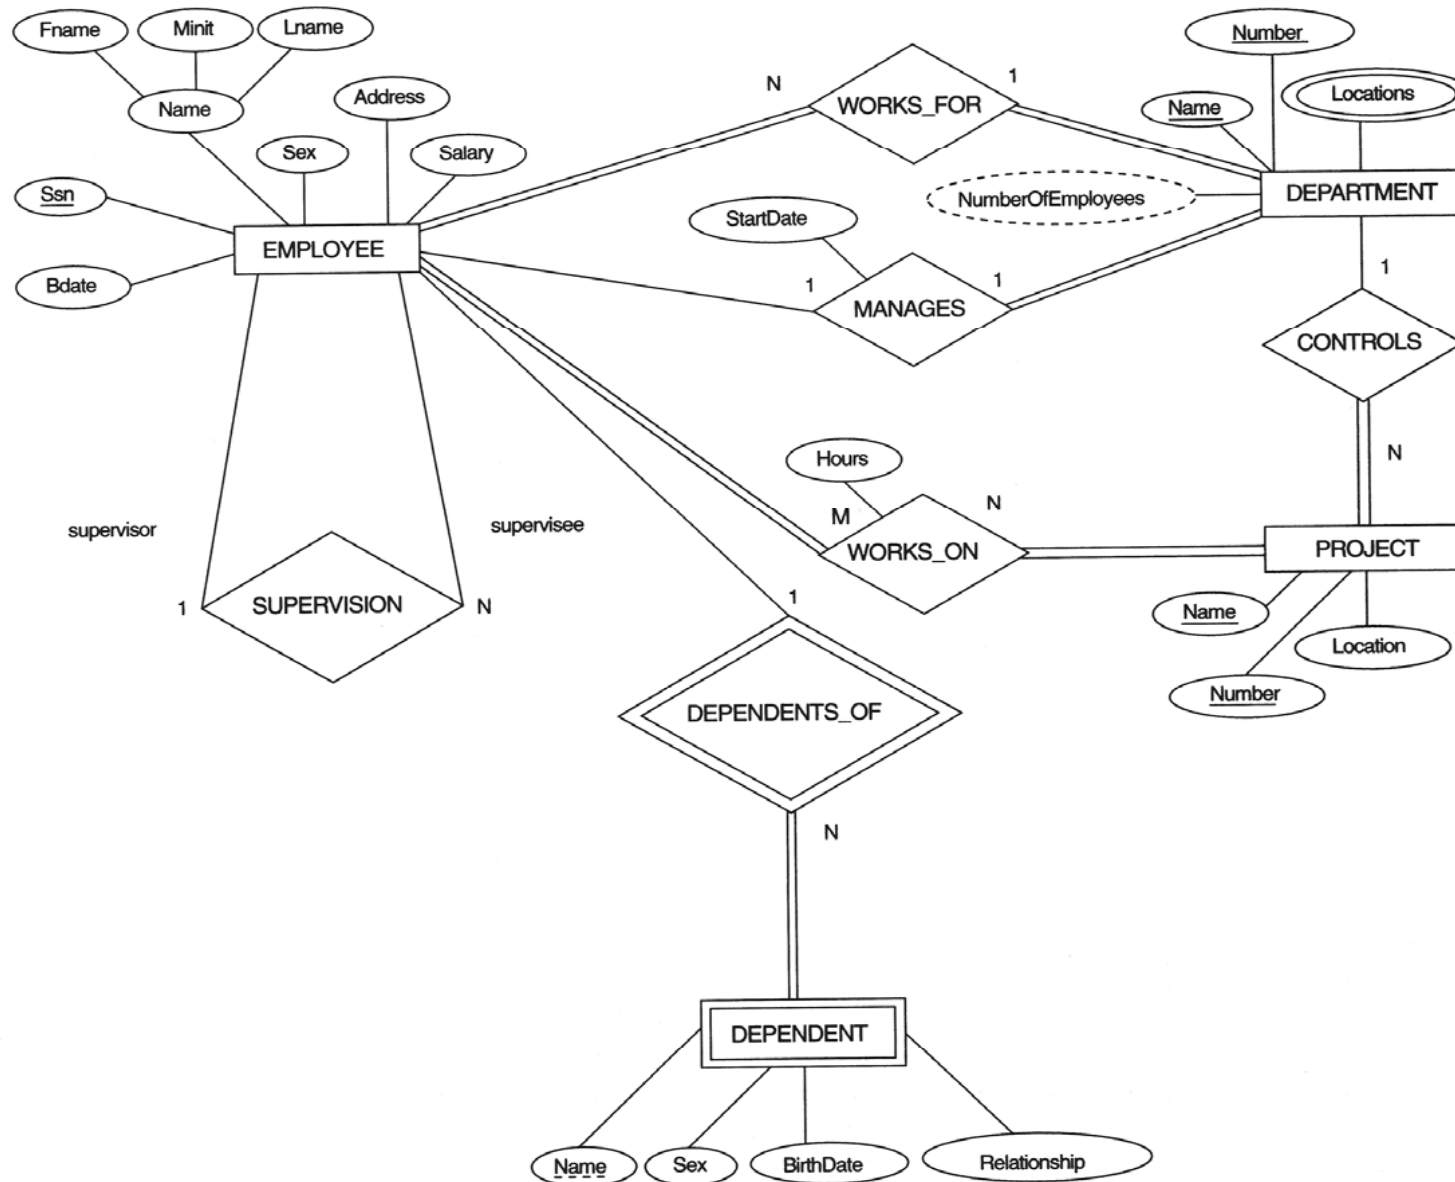 Fname
Minit
Lname
Number
Name
Address
N
WORKS_FOR
1
Locations
Name
Sex
Salary
Ssn
NumberOfEmployees
DEPARTMENT
StartDate
EMPLOYEE
Bdate
1
MANAGES
1
1
CONTROLS
Hours
N
M
N
supervisor
supervisee
WORKS_ON
PROJECT
1
SUPERVISION
N
1
Name
Location
Number
DEPENDENTS_OF
N
DEPENDENT
Name
Sex
BirthDate
Relationship